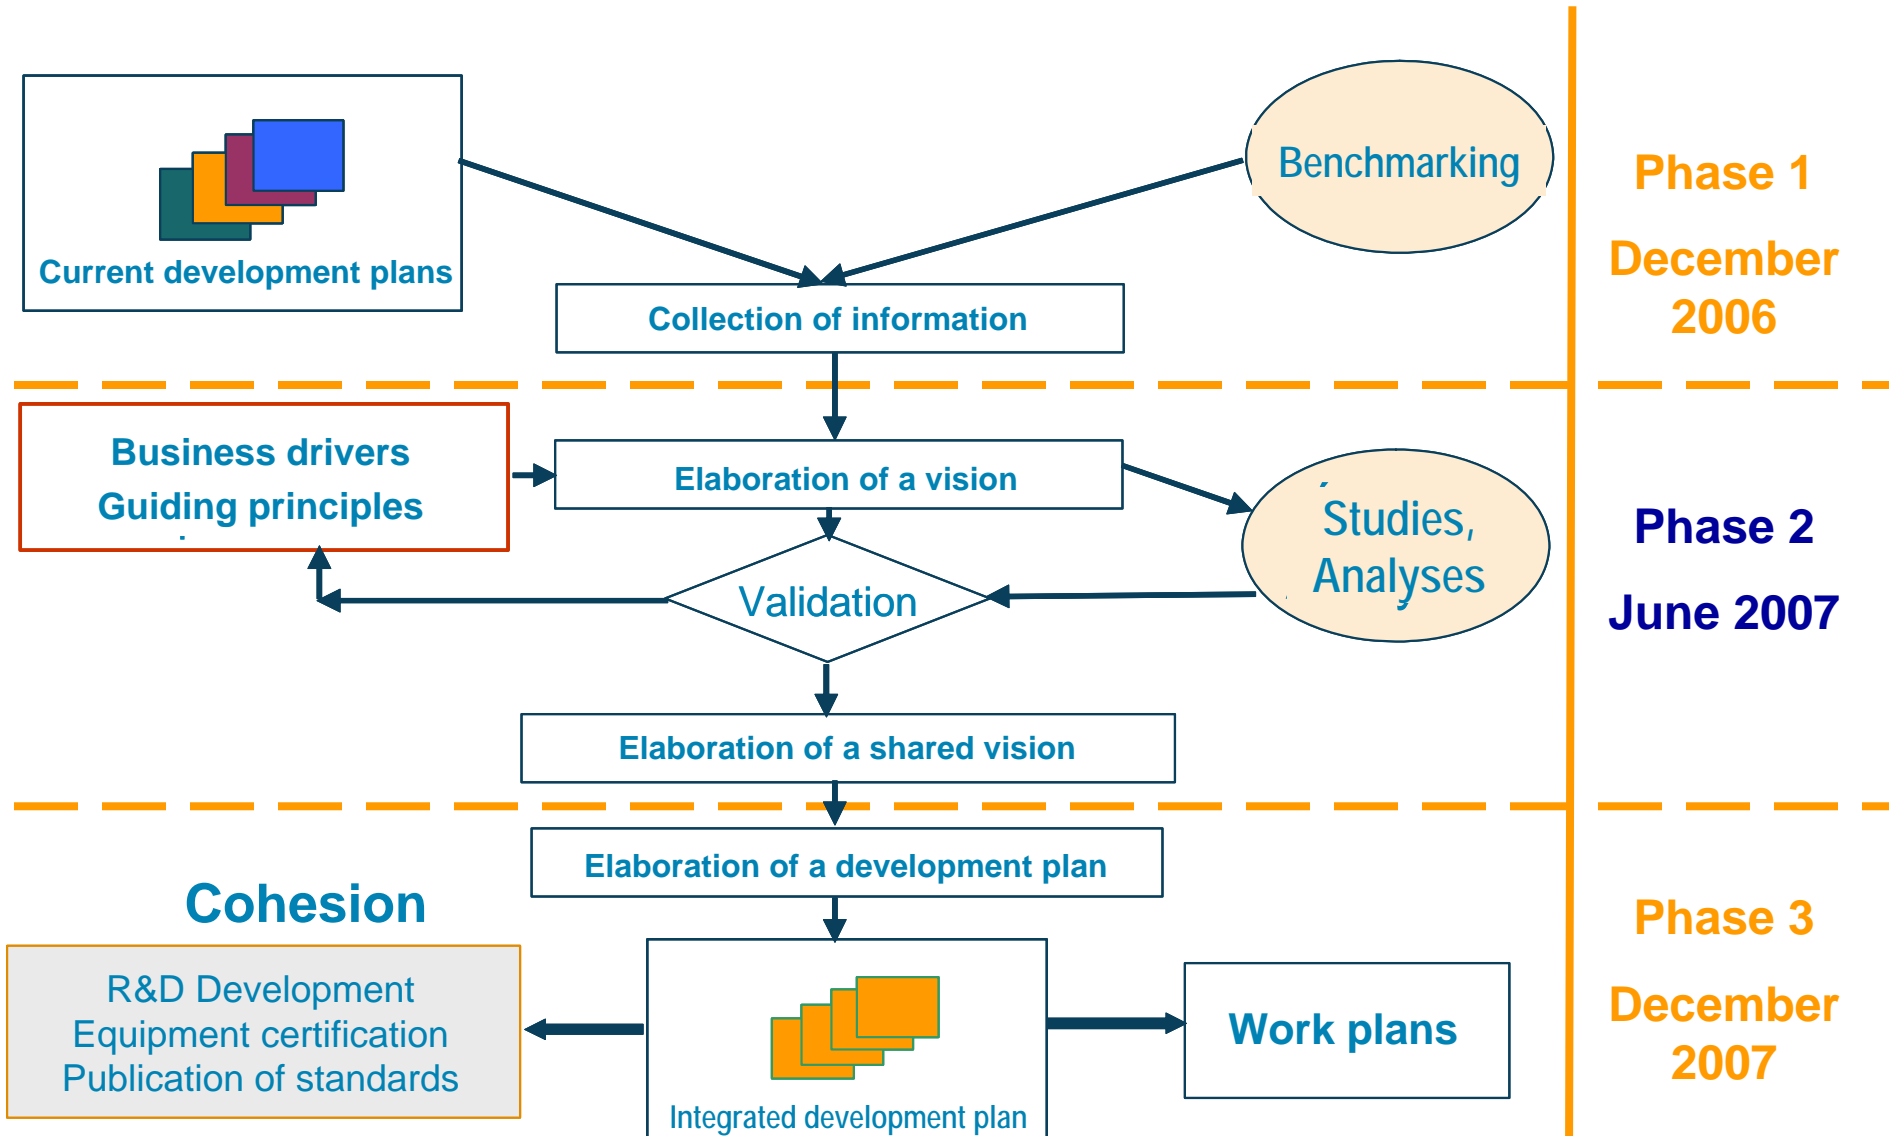 Benchmarking
Current development plans
Collection of information
Phase 1
December
2006
Business drivers
Guiding principles
Elaboration of a vision
Studies,
Analyses
Validation
Elaboration of a shared vision
Phase 2
June 2007
Elaboration of a development plan
Cohesion
R&D Development
Equipment certification
Publication of standards
Integrated development plan
Work plans
Phase 3
December
2007